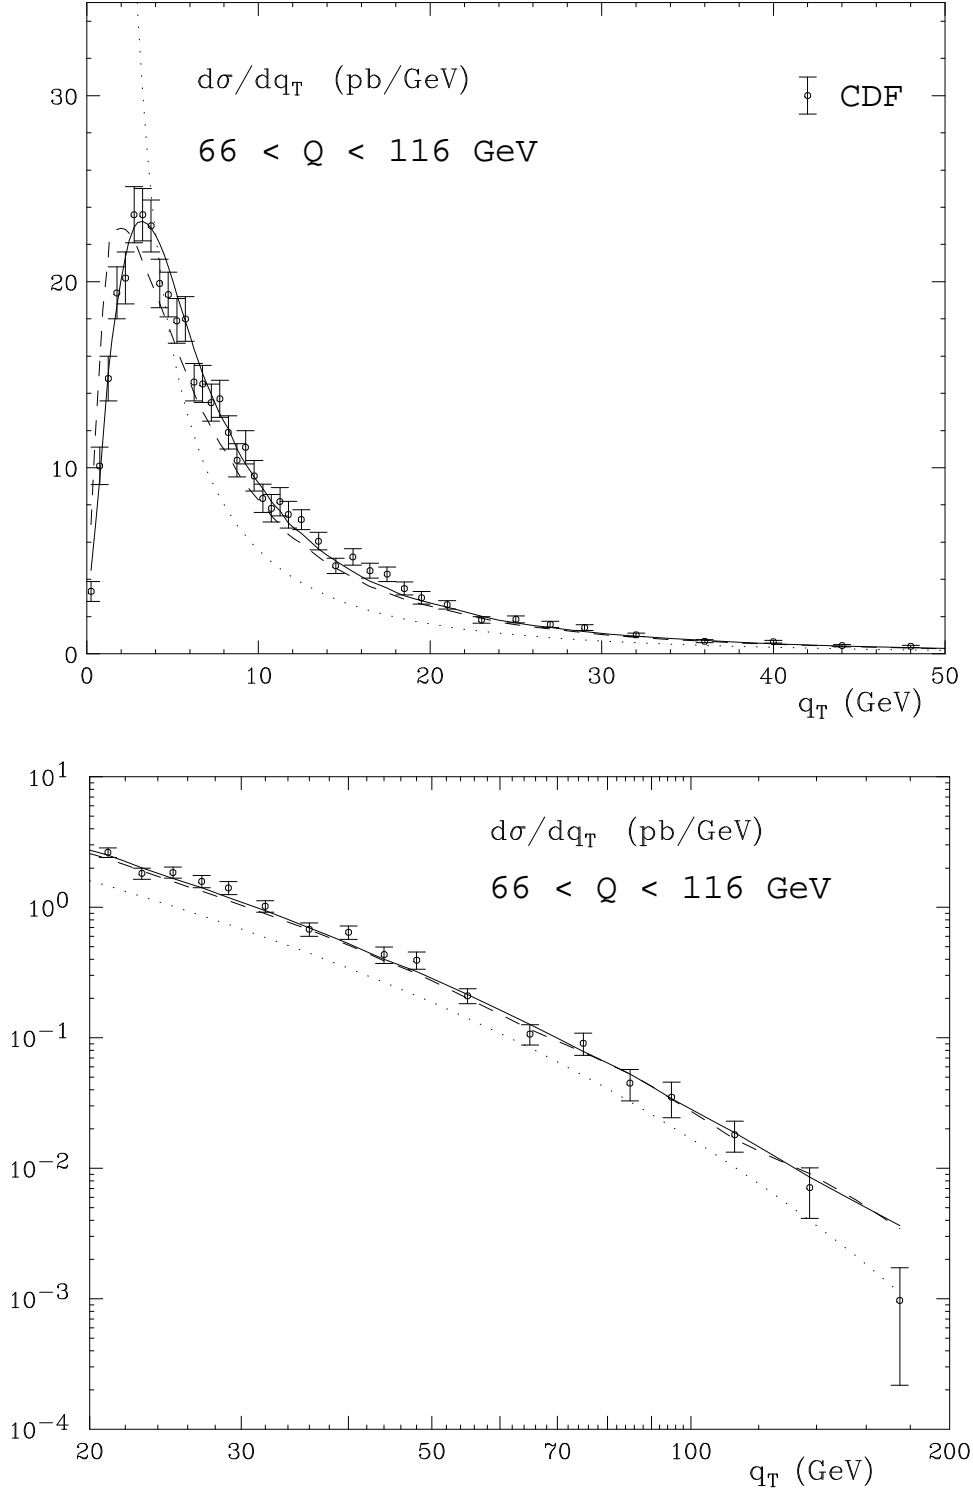 dσ/dq_T (pb/GeV)
CDF
66 < Q < 116 GeV
30
20
10
0
0 10 20 30 40 50
q_T (GeV)
10^1
dσ/dq_T (pb/GeV)
66 < Q < 116 GeV
10^0
10^−1
10^−2
10^−3
10^−4
20 30 50 70 100 200
q_T (GeV)